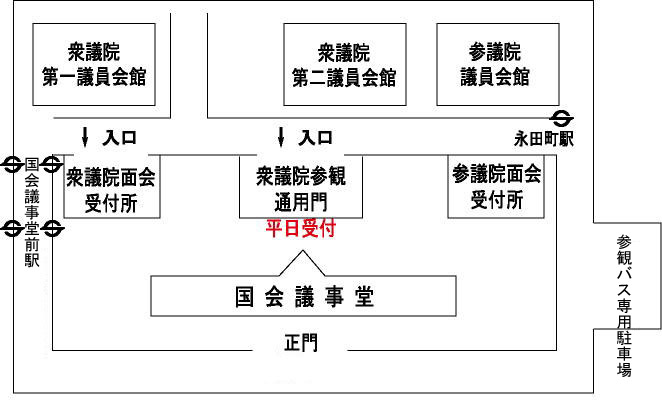 衆議院
第一議員会館
衆議院
第二議員会館
参議院
議員会館
入口
入口
永田町駅
国会議事堂前駅
衆議院面会
受付所
衆議院参観
通用門
平日受付
参議院面会
受付所
国会議事堂
正門
参観バス専用駐車場